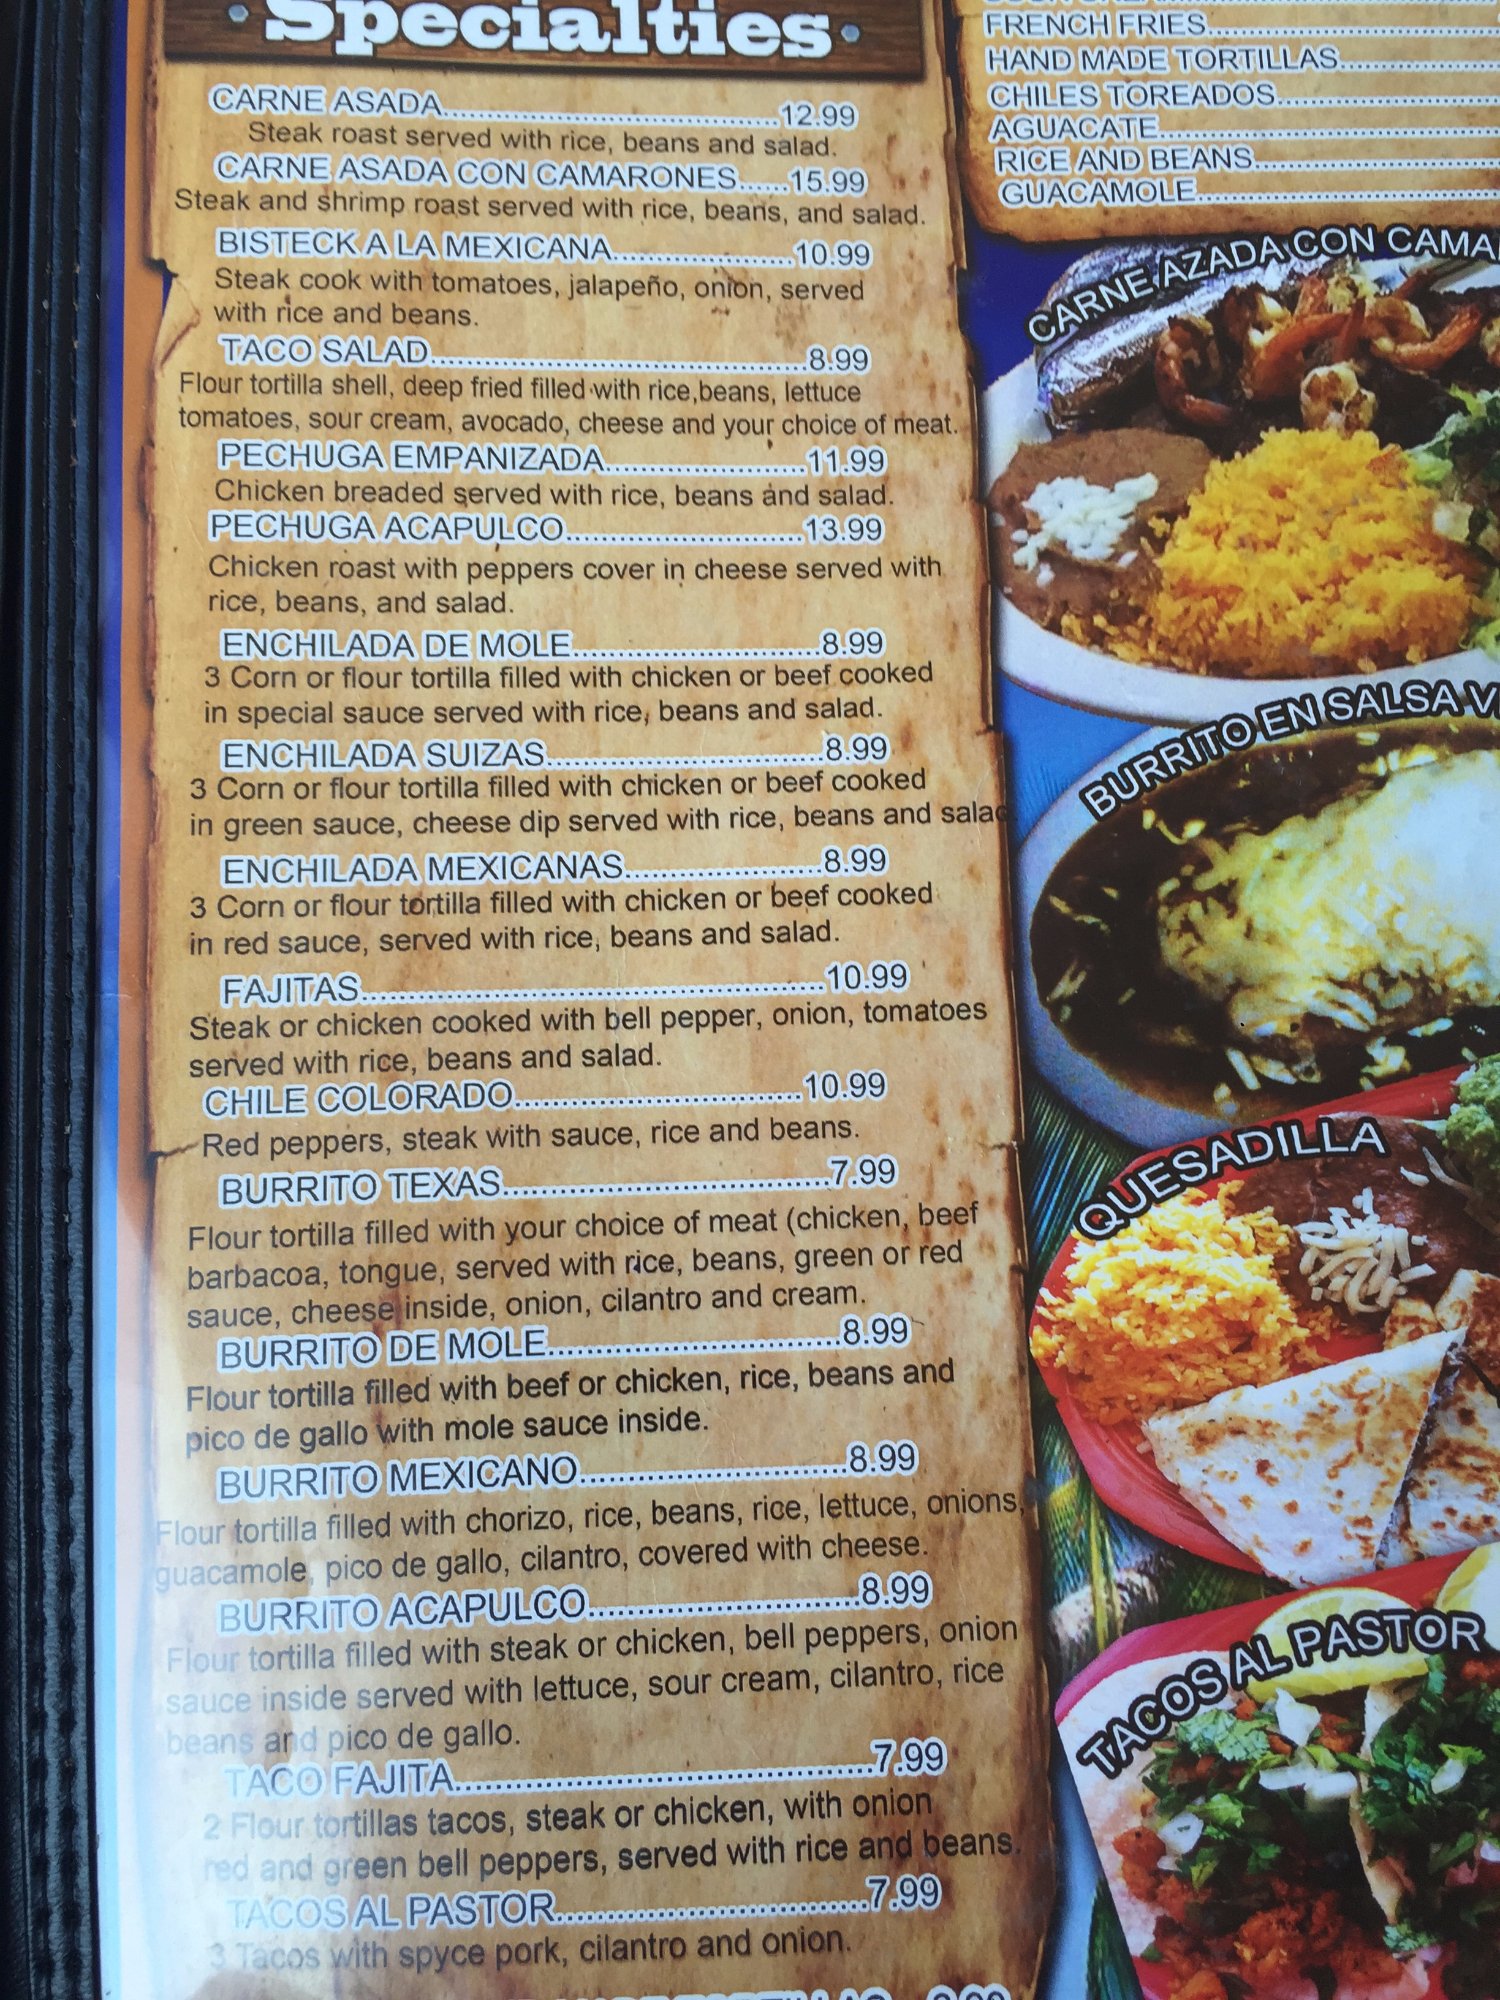 Specialties
CARNE ASADA 12.99
Steak roast served with rice, beans and salad.
CARNE ASADA CON CAMARONES 15.99
Steak and shrimp roast served with rice, beans, and salad.
BISTECK A LA MEXICANA 10.99
Steak cook with tomatoes, jalapeño, onion, served
with rice and beans.
TACO SALAD 8.99
Flour tortilla shell, deep fried filled with rice,beans, lettuce
tomatoes, sour cream, avocado, cheese and your choice of meat.
PECHUGA EMPANIZADA 11.99
Chicken breaded served with rice, beans and salad.
PECHUGA ACAPULCO 13.99
Chicken roast with peppers cover in cheese served with
rice, beans, and salad.
ENCHILADA DE MOLE 8.99
3 Corn or flour tortilla filled with chicken or beef cooked
in special sauce served with rice, beans and salad.
ENCHILADA SUIZAS 8.99
3 Corn or flour tortilla filled with chicken or beef cooked
in green sauce, cheese dip served with rice, beans and salad
ENCHILADA MEXICANAS 8.99
3 Corn or flour tortilla filled with chicken or beef cooked
in red sauce, served with rice, beans and salad.
FAJITAS 10.99
Steak or chicken cooked with bell pepper, onion, tomatoes
served with rice, beans and salad.
CHILE COLORADO 10.99
Red peppers, steak with sauce, rice and beans.
BURRITO TEXAS 7.99
Flour tortilla filled with your choice of meat (chicken, beef
barbacoa, tongue, served with rice, beans, green or red
sauce, cheese inside, onion, cilantro and cream.
BURRITO DE MOLE 8.99
Flour tortilla filled with beef or chicken, rice, beans and
pico de gallo with mole sauce inside.
BURRITO MEXICANO 8.99
Flour tortilla filled with chorizo, rice, beans, rice, lettuce, onions,
guacamole, pico de gallo, cilantro, covered with cheese.
BURRITO ACAPULCO 8.99
Flour tortilla filled with steak or chicken, bell peppers, onion
sauce inside served with lettuce, sour cream, cilantro, rice
beans and pico de gallo.
TACO FAJITA 7.99
2 Flour tortillas tacos, steak or chicken, with onion
red and green bell peppers, served with rice and beans.
TACOS AL PASTOR 7.99
3 Tacos with spyce pork, cilantro and onion.
FRENCH FRIES
HAND MADE TORTILLAS
CHILES TOREADOS
AGUACATE
RICE AND BEANS
GUACAMOLE
CARNE AZADA CON CAMA
BURRITO EN SALSA V
QUESADILLA
TACOS AL PASTOR